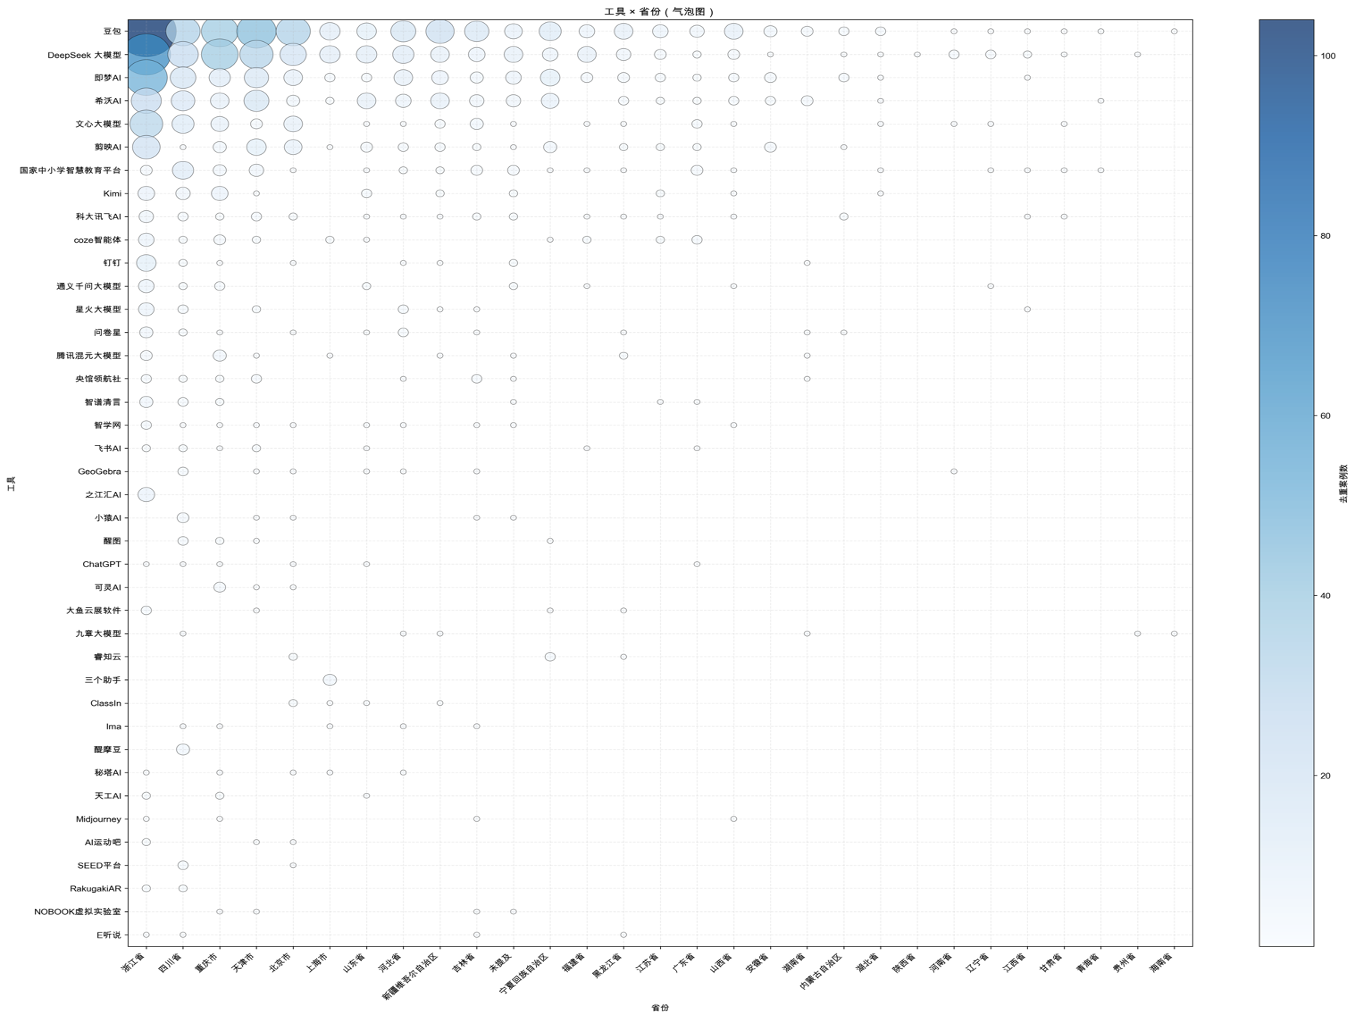 工具 × 省份（气泡图）
豆包
DeepSeek 大模型
即梦AI
希沃AI
文心大模型
剪映AI
国家中小学智慧教育平台
Kimi
科大讯飞AI
coze智能体
钉钉
通义千问大模型
星火大模型
问卷星
腾讯混元大模型
央馆领航社
智谱清言
智学网
飞书AI
GeoGebra
之江汇AI
小猿AI
醒图
ChatGPT
可灵AI
大鱼云展软件
九章大模型
睿知云
三个助手
ClassIn
Ima
醍摩豆
秘塔AI
天工AI
Midjourney
AI运动吧
SEED平台
RakugakiAR
NOBOOK虚拟实验室
E听说
工具
浙江省
四川省
重庆市
天津市
北京市
上海市
山东省
河北省
新疆维吾尔自治区
吉林省
未提及
宁夏回族自治区
福建省
黑龙江省
江苏省
广东省
山西省
安徽省
湖南省
内蒙古自治区
湖北省
陕西省
河南省
辽宁省
江西省
甘肃省
青海省
贵州省
海南省
省份
100
80
60
40
20
去重案例数